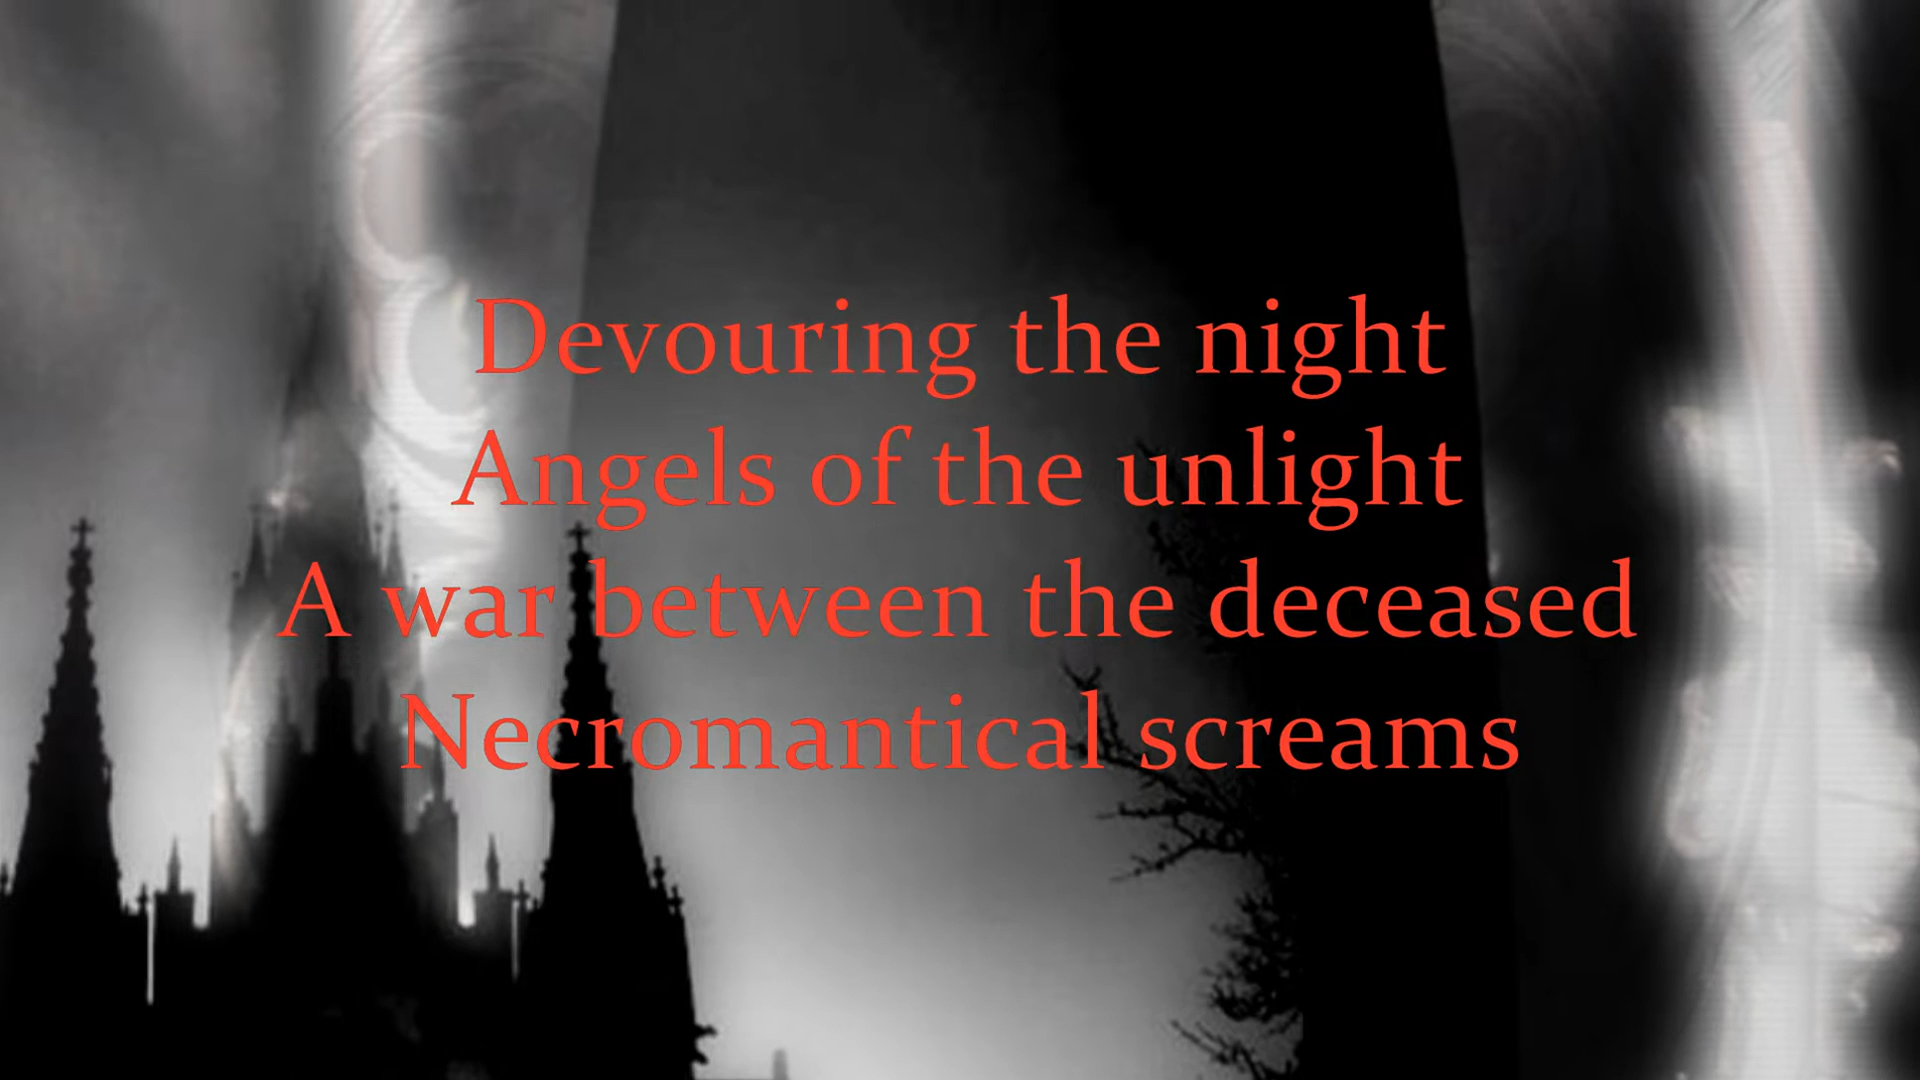 Devouring the night
Angels of the unlight
A war between the deceased
Necromantical screams